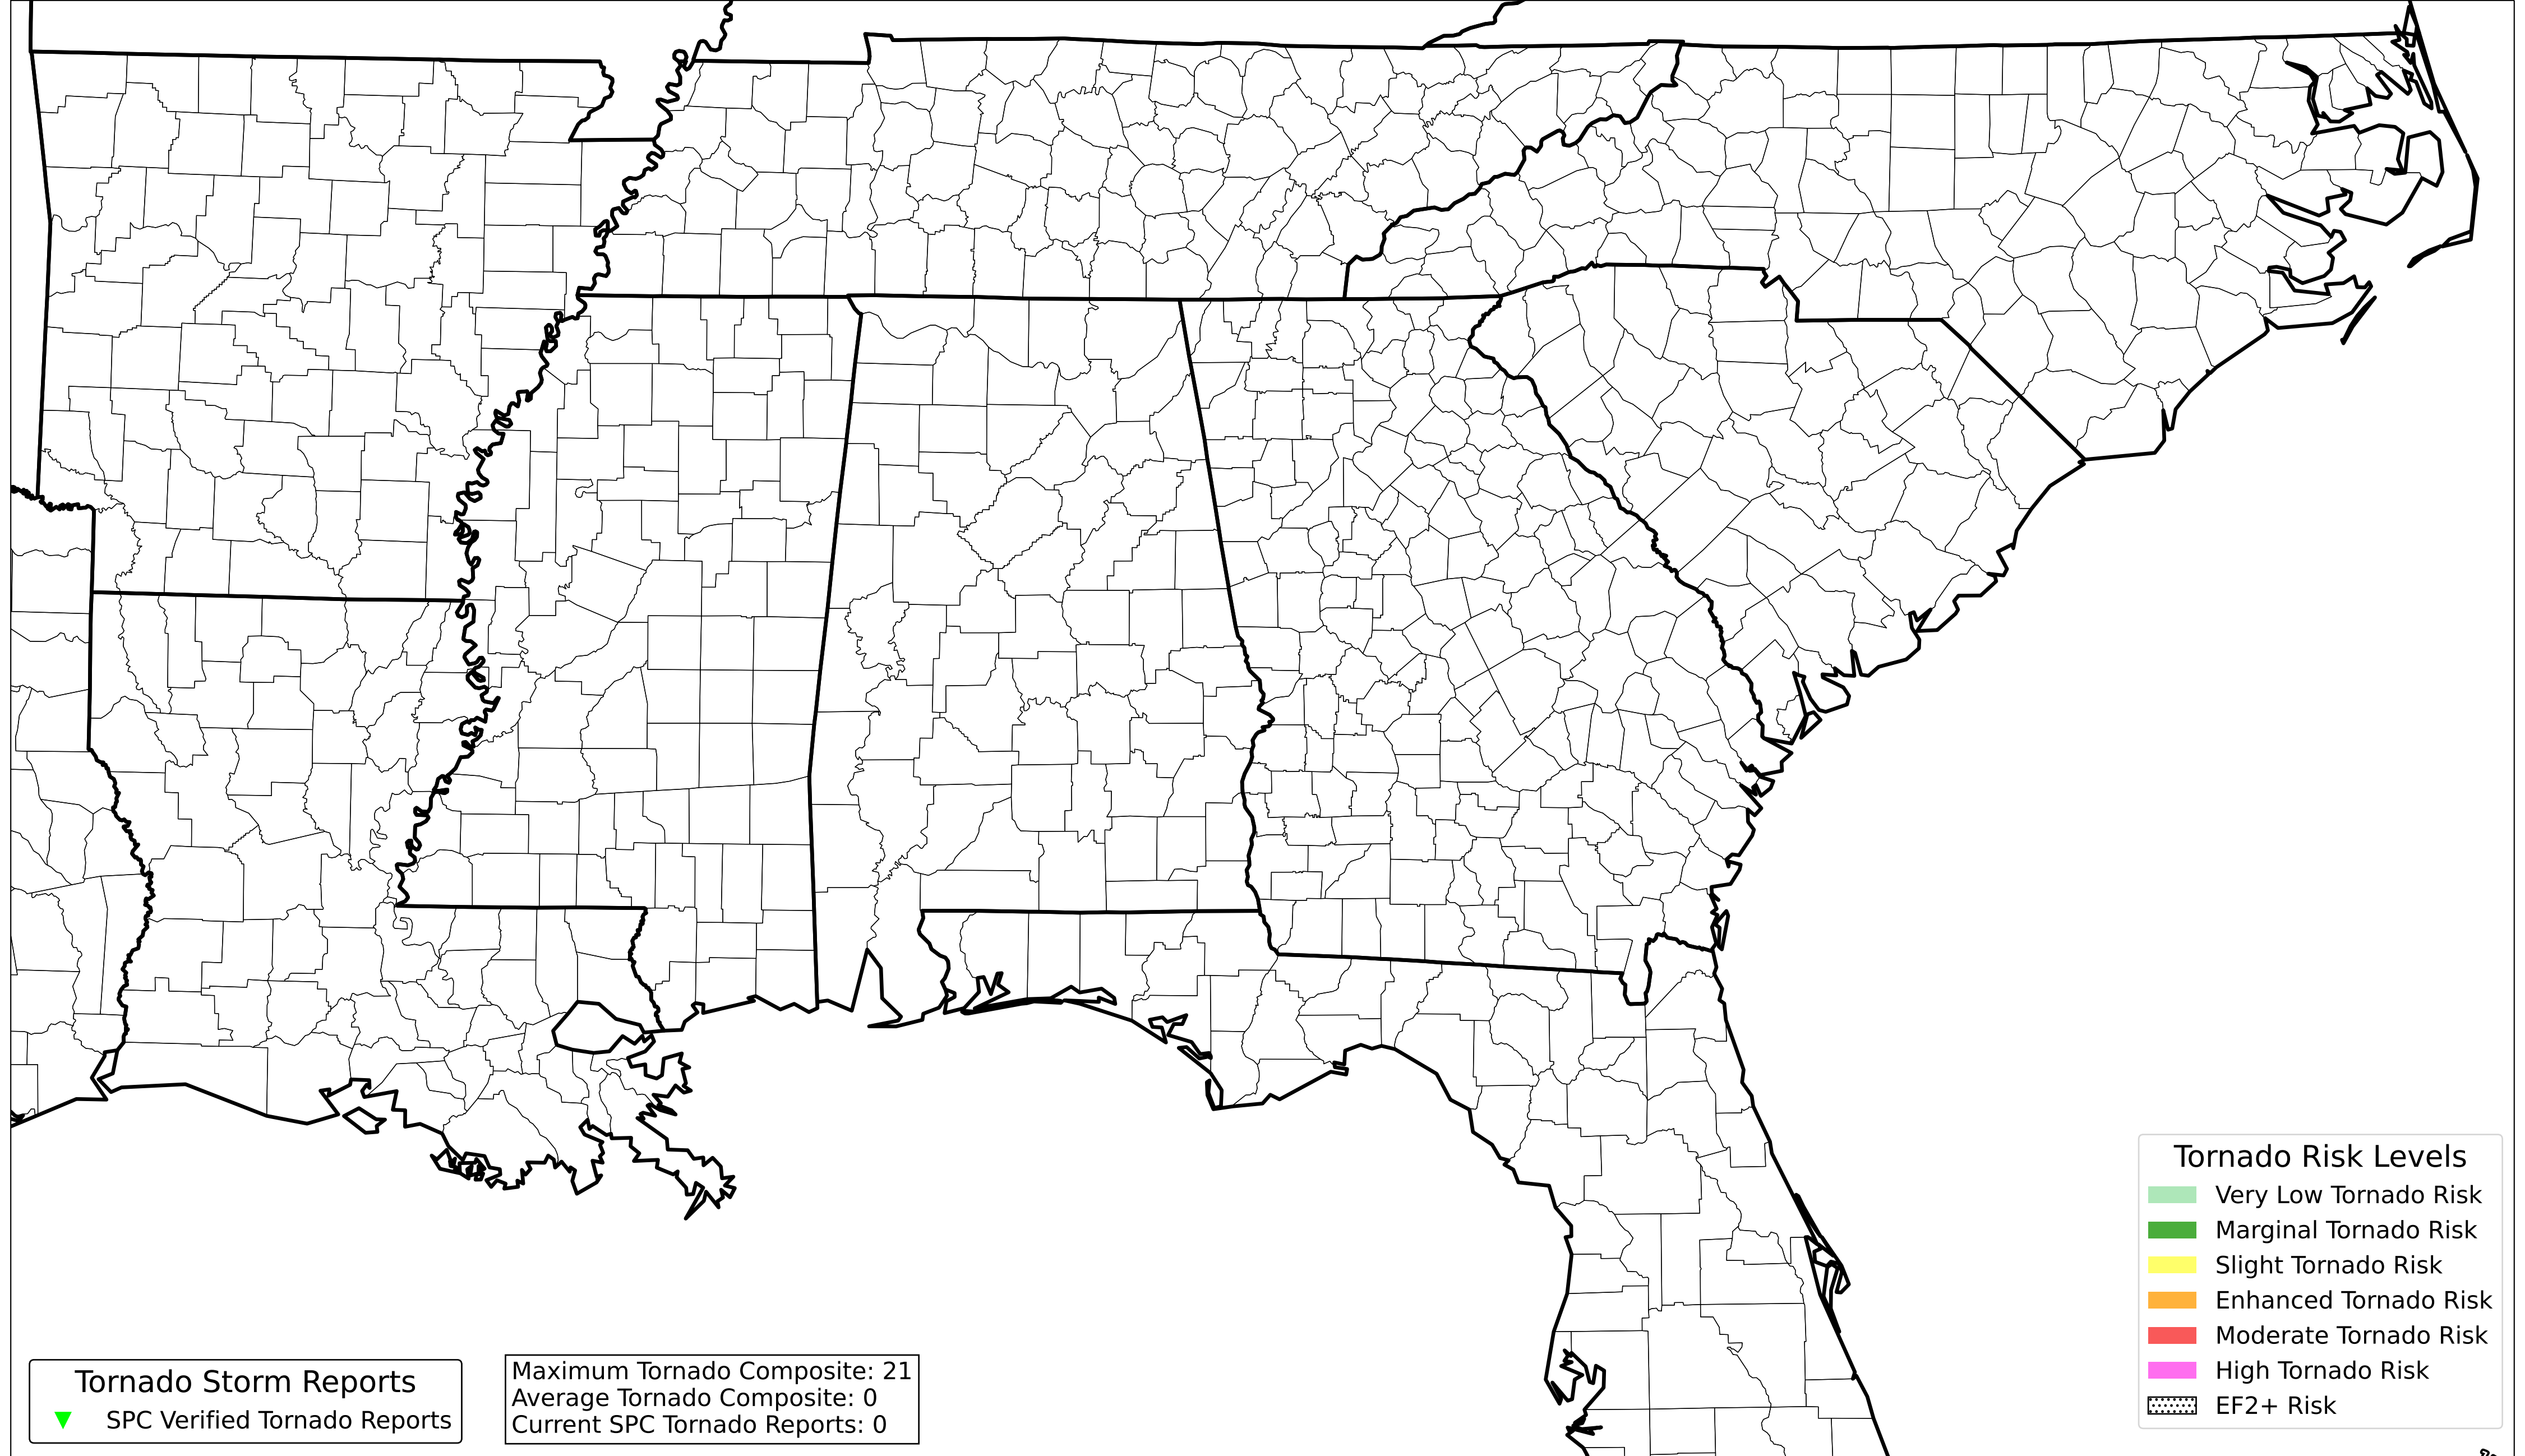 Tornado Risk Levels
Very Low Tornado Risk
Marginal Tornado Risk
Slight Tornado Risk
Enhanced Tornado Risk
Moderate Tornado Risk
High Tornado Risk
EF2+ Risk
Tornado Storm Reports
SPC Verified Tornado Reports
Maximum Tornado Composite: 21
Average Tornado Composite: 0
Current SPC Tornado Reports: 0